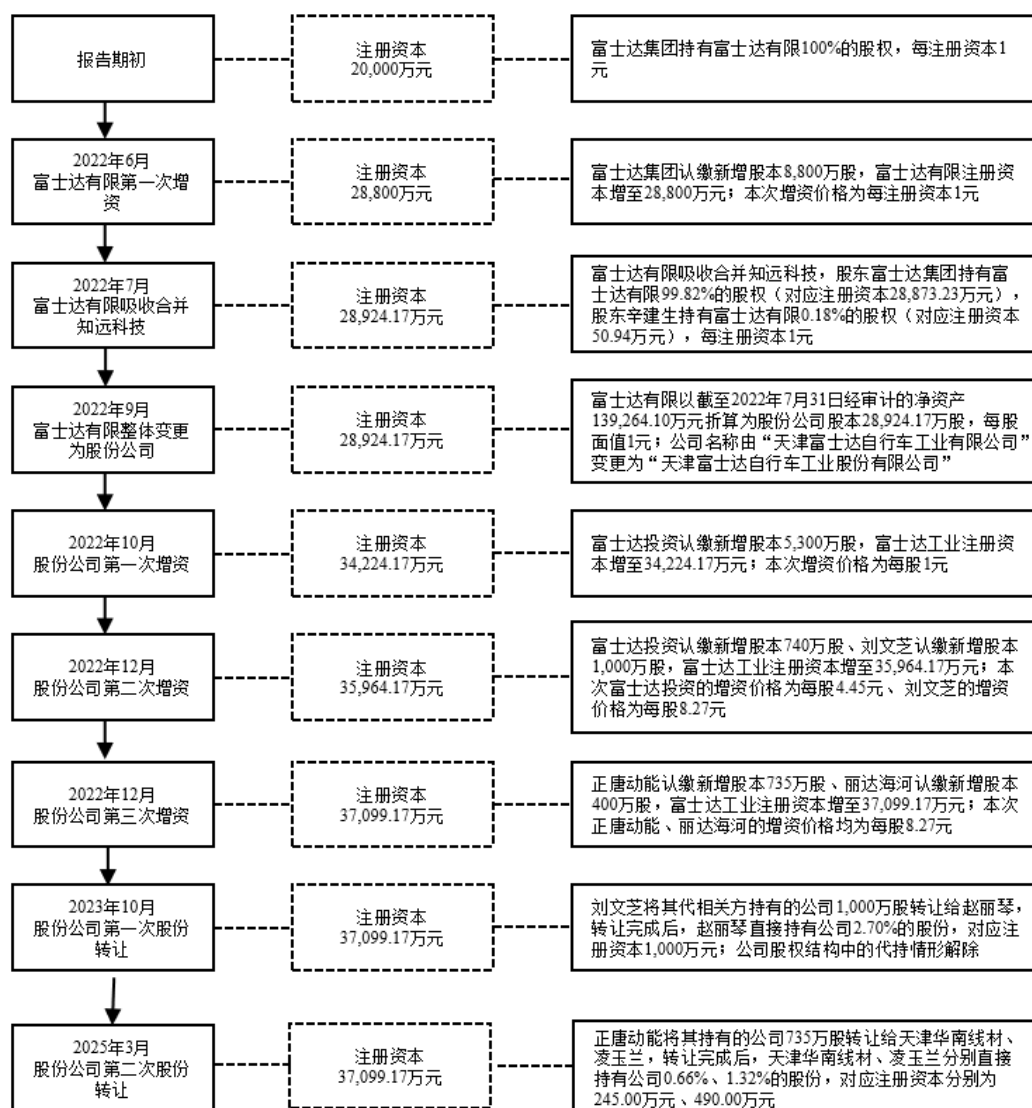 报告期初
注册资本
20,000万元
富士达集团持有富士达有限100%的股权，每注册资本1
元
2022年6月
富士达有限第一次增
资
注册资本
28,800万元
富士达集团认缴新增股本8,800万股，富士达有限注册资
本增至28,800万元；本次增资价格为每注册资本1元
2022年7月
富士达有限吸收合并
知远科技
注册资本
28,924.17万元
富士达有限吸收合并知远科技，股东富士达集团持有富
士达有限99.82%的股权（对应注册资本28,873.23万元），
股东辛建生持有富士达有限0.18%的股权（对应注册资本
50.94万元），每注册资本1元
2022年9月
富士达有限整体变更
为股份公司
注册资本
28,924.17万元
富士达有限以截至2022年7月31日经审计的净资产
139,264.10万元折算为股份公司股本28,924.17万股，每股
面值1元；公司名称由“天津富士达自行车工业有限公司”
变更为“天津富士达自行车工业股份有限公司”
2022年10月
股份公司第一次增资
注册资本
34,224.17万元
富士达投资认缴新增股本5,300万股，富士达工业注册资
本增至34,224.17万元；本次增资价格为每股1元
2022年12月
股份公司第二次增资
注册资本
35,964.17万元
富士达投资认缴新增股本740万股、刘文芝认缴新增股本
1,000万股，富士达工业注册资本增至35,964.17万元；本
次富士达投资的增资价格为每股4.45元、刘文芝的增资
价格为每股8.27元
2022年12月
股份公司第三次增资
注册资本
37,099.17万元
正唐动能认缴新增股本735万股、丽达海河认缴新增股本
400万股，富士达工业注册资本增至37,099.17万元；本次
正唐动能、丽达海河的增资价格均为每股8.27元
2023年10月
股份公司第一次股份
转让
注册资本
37,099.17万元
刘文芝将其代相关方持有的公司1,000万股转让给赵丽琴，
转让完成后，赵丽琴直接持有公司2.70%的股份，对应注
册资本1,000万元；公司股权结构中的代持情形解除
2025年3月
股份公司第二次股份
转让
注册资本
37,099.17万元
正唐动能将其持有的公司735万股转让给天津华南线材、
凌玉兰，转让完成后，天津华南线材、凌玉兰分别直接
持有公司0.66%、1.32%的股份，对应注册资本分别为
245.00万元、490.00万元